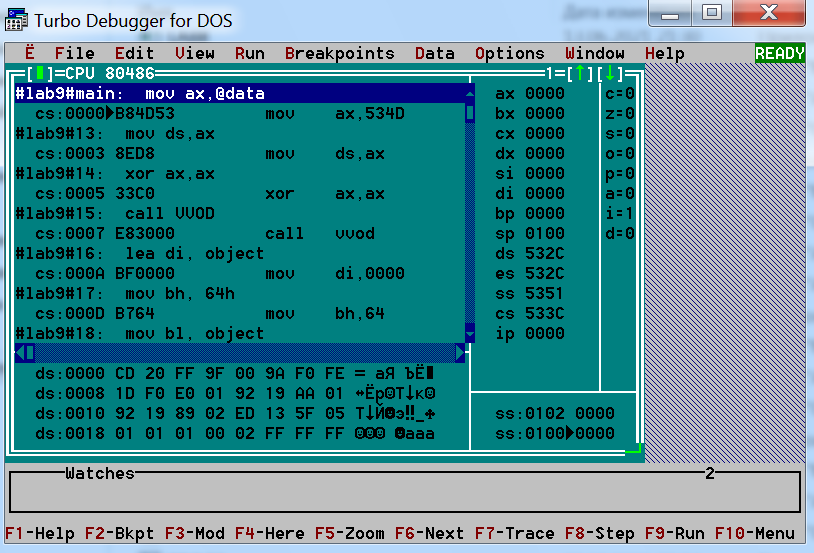 Turbo Debugger for DOS
Ë File Edit View Run Breakpoints Data Options Window Help READY
[▮]=CPU 80486 1=[↑][↓]
#lab9#main: mov ax,@data ax 0000 c=0
cs:0000▶B84D53 mov ax,534D bx 0000 z=0
#lab9#13: mov ds,ax cx 0000 s=0
cs:0003 8ED8 mov ds,ax dx 0000 o=0
#lab9#14: xor ax,ax si 0000 p=0
cs:0005 33C0 xor ax,ax di 0000 a=0
#lab9#15: call VVOD bp 0000 i=1
cs:0007 E83000 call vvod sp 0100 d=0
#lab9#16: lea di, object ds 532C
cs:000A BF0000 mov di,0000 es 532C
#lab9#17: mov bh, 64h ss 5351
cs:000D B764 mov bh,64 cs 533C
#lab9#18: mov bl, object ip 0000
ds:0000 CD 20 FF 9F 00 9A F0 FE = аЯ ЪЁ■
ds:0008 1D F0 E0 01 92 19 AA 01 ↔Ёр☺Т↓к☺
ds:0010 92 19 89 02 ED 13 5F 05 Т↓Й☻э‼_♣ ss:0102 0000
ds:0018 01 01 01 00 02 FF FF FF ☺☺☺ ☻ааа ss:0100▶0000
Watches 2
F1-Help F2-Bkpt F3-Mod F4-Here F5-Zoom F6-Next F7-Trace F8-Step F9-Run F10-Menu